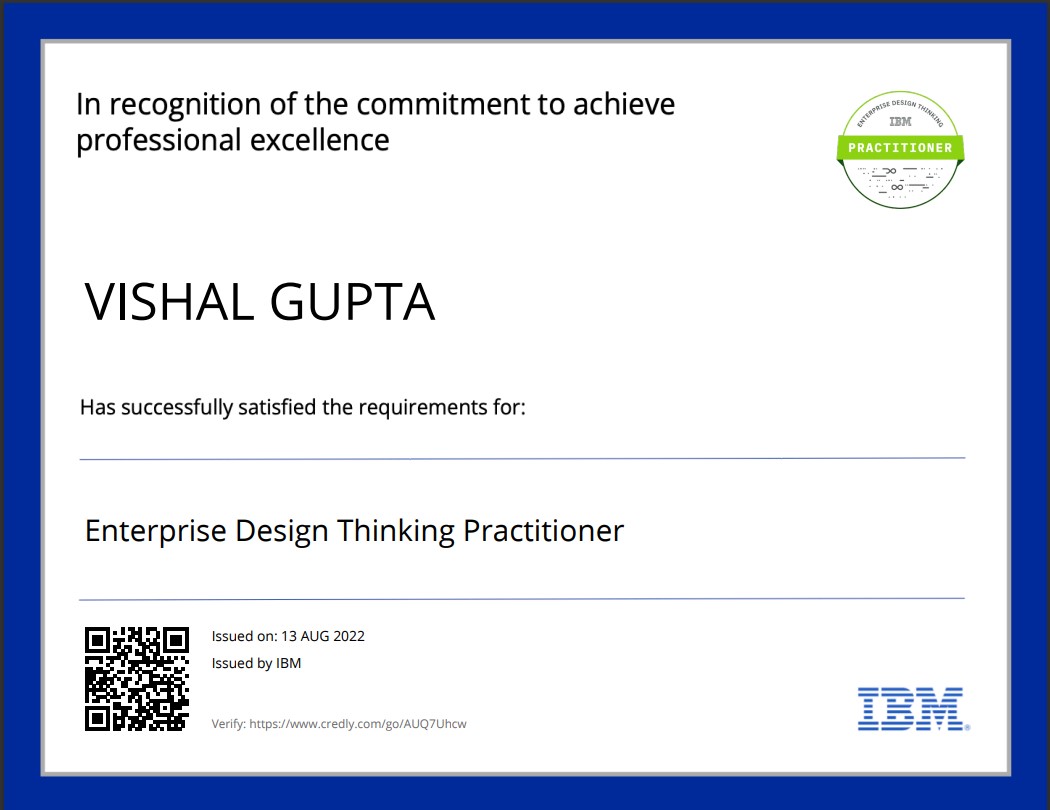 In recognition of the commitment to achieve
professional excellence
ENTERPRISE DESIGN THINKING
IBM
PRACTITIONER
VISHAL GUPTA
Has successfully satisfied the requirements for:
Enterprise Design Thinking Practitioner
Issued on: 13 AUG 2022
Issued by IBM
Verify: https://www.credly.com/go/AUQ7Uhcw
IBM®